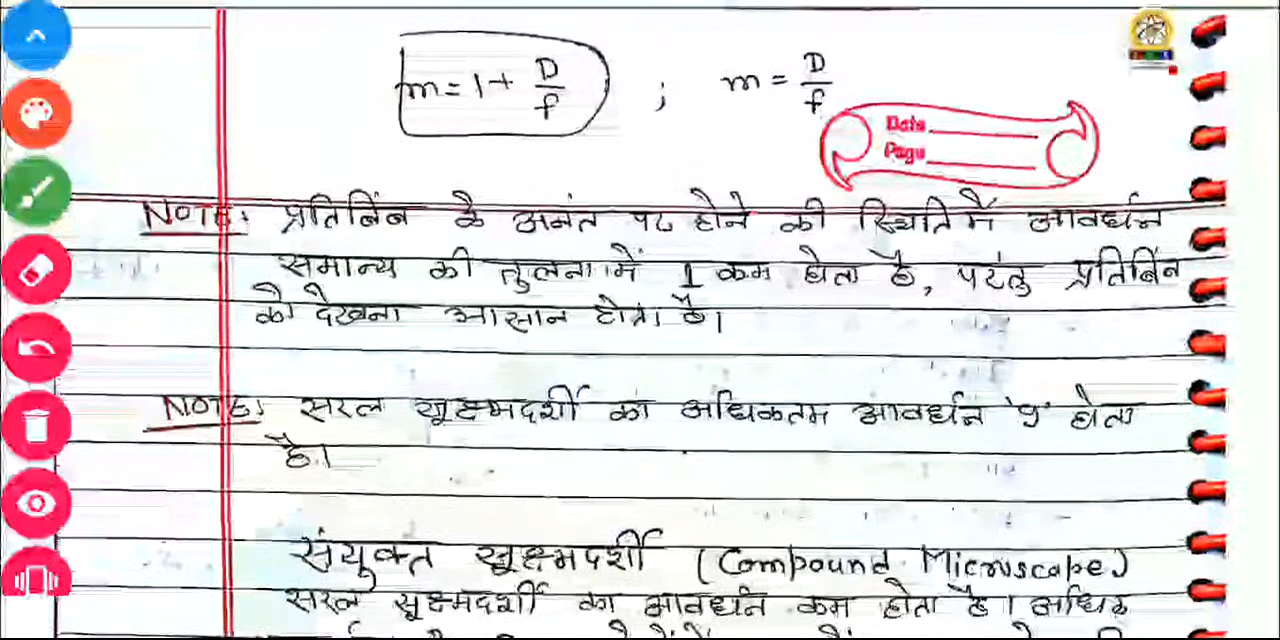 m = 1 + D/f ; m = D/f
Date
Page
NOTE: प्रतिबिंब के अनंत पर होने की स्थिति में आवर्धन
समान्य की तुलना में 1 कम होता है, परंतु प्रतिबिंब
को देखना आसान होता है।
NOTE: सरल सूक्ष्मदर्शी का अधिकतम आवर्धन '9' होता
है।
संयुक्त सूक्ष्मदर्शी (Compound Microscape)
सरल सूक्ष्मदर्शी का आवर्धन कम होता है। अधिक